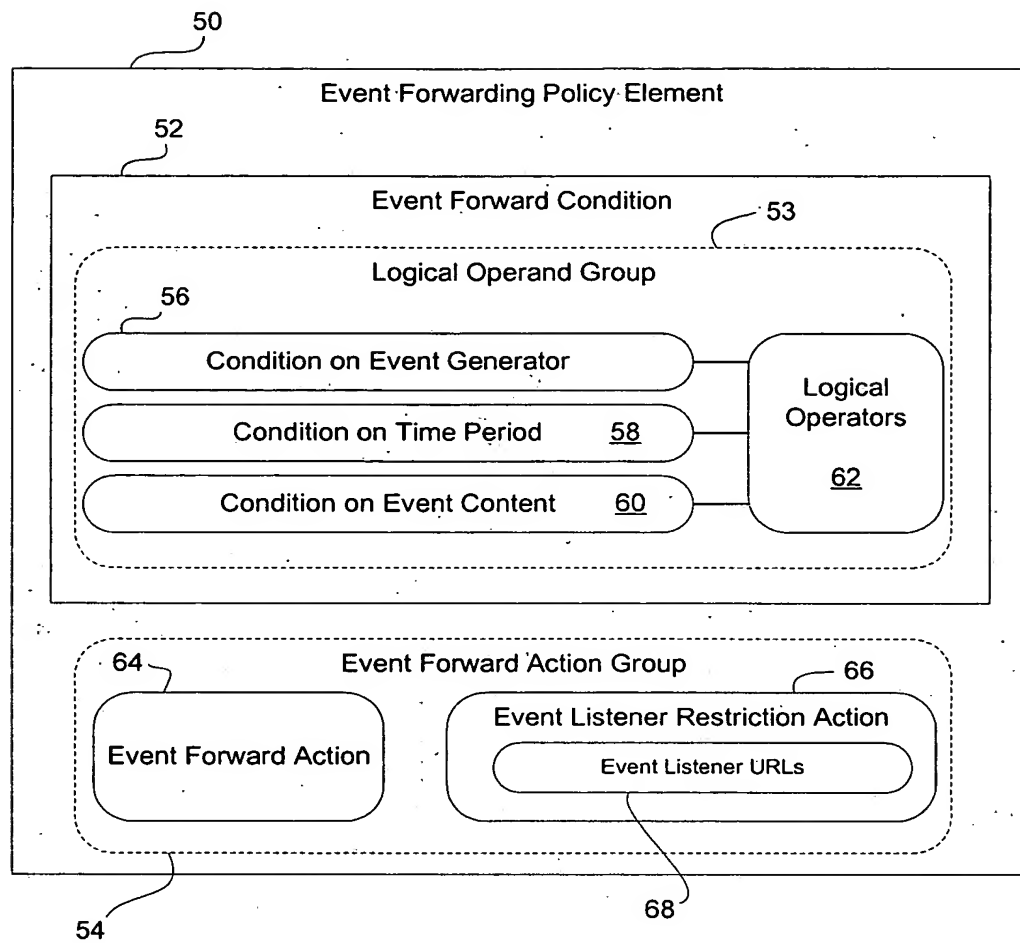 50
Event Forwarding Policy Element
52
Event Forward Condition
53
Logical Operand Group
56
Condition on Event Generator
Condition on Time Period 58
Condition on Event Content 60
Logical
Operators
62
64
Event Forward Action Group
66
Event Forward Action
Event Listener Restriction Action
Event Listener URLs
54
68